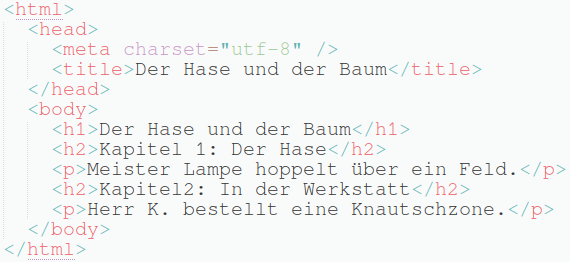 <html>
<head>
<meta charset="utf-8" />
<title>Der Hase und der Baum</title>
</head>
<body>
<h1>Der Hase und der Baum</h1>
<h2>Kapitel 1: Der Hase</h2>
<p>Meister Lampe hoppelt über ein Feld.</p>
<h2>Kapitel2: In der Werkstatt</h2>
<p>Herr K. bestellt eine Knautschzone.</p>
</body>
</html>